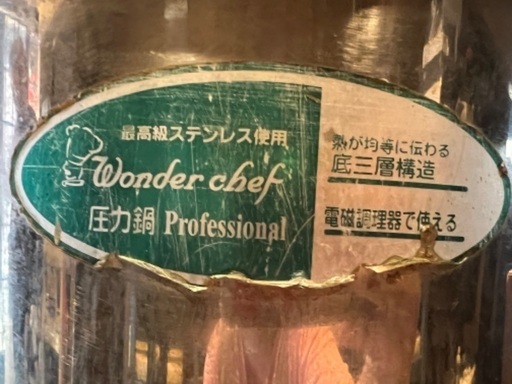 最高級ステンレス使用
Wonder chef
圧力鍋 Professional
熱が均等に伝わる
底三層構造
電磁調理器で使える